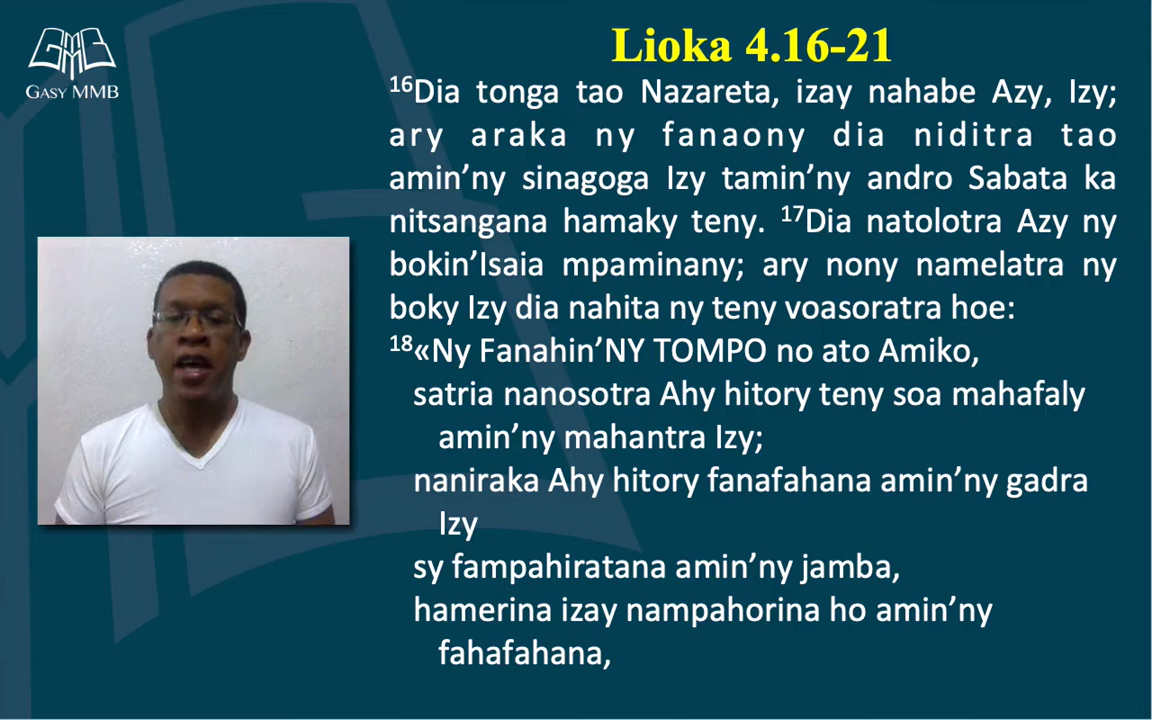 GMMB
GASY MMB
Lioka 4.16-21
16Dia tonga tao Nazareta, izay nahabe Azy, Izy;
ary araka ny fanaony dia niditra tao
amin’ny sinagoga Izy tamin’ny andro Sabata ka
nitsangana hamaky teny. 17Dia natolotra Azy ny
bokin’Isaia mpaminany; ary nony namelatra ny
boky Izy dia nahita ny teny voasoratra hoe:
18«Ny Fanahin’NY TOMPO no ato Amiko,
satria nanosotra Ahy hitory teny soa mahafaly
amin’ny mahantra Izy;
naniraka Ahy hitory fanafahana amin’ny gadra
Izy
sy fampahiratana amin’ny jamba,
hamerina izay nampahorina ho amin’ny
fahafahana,